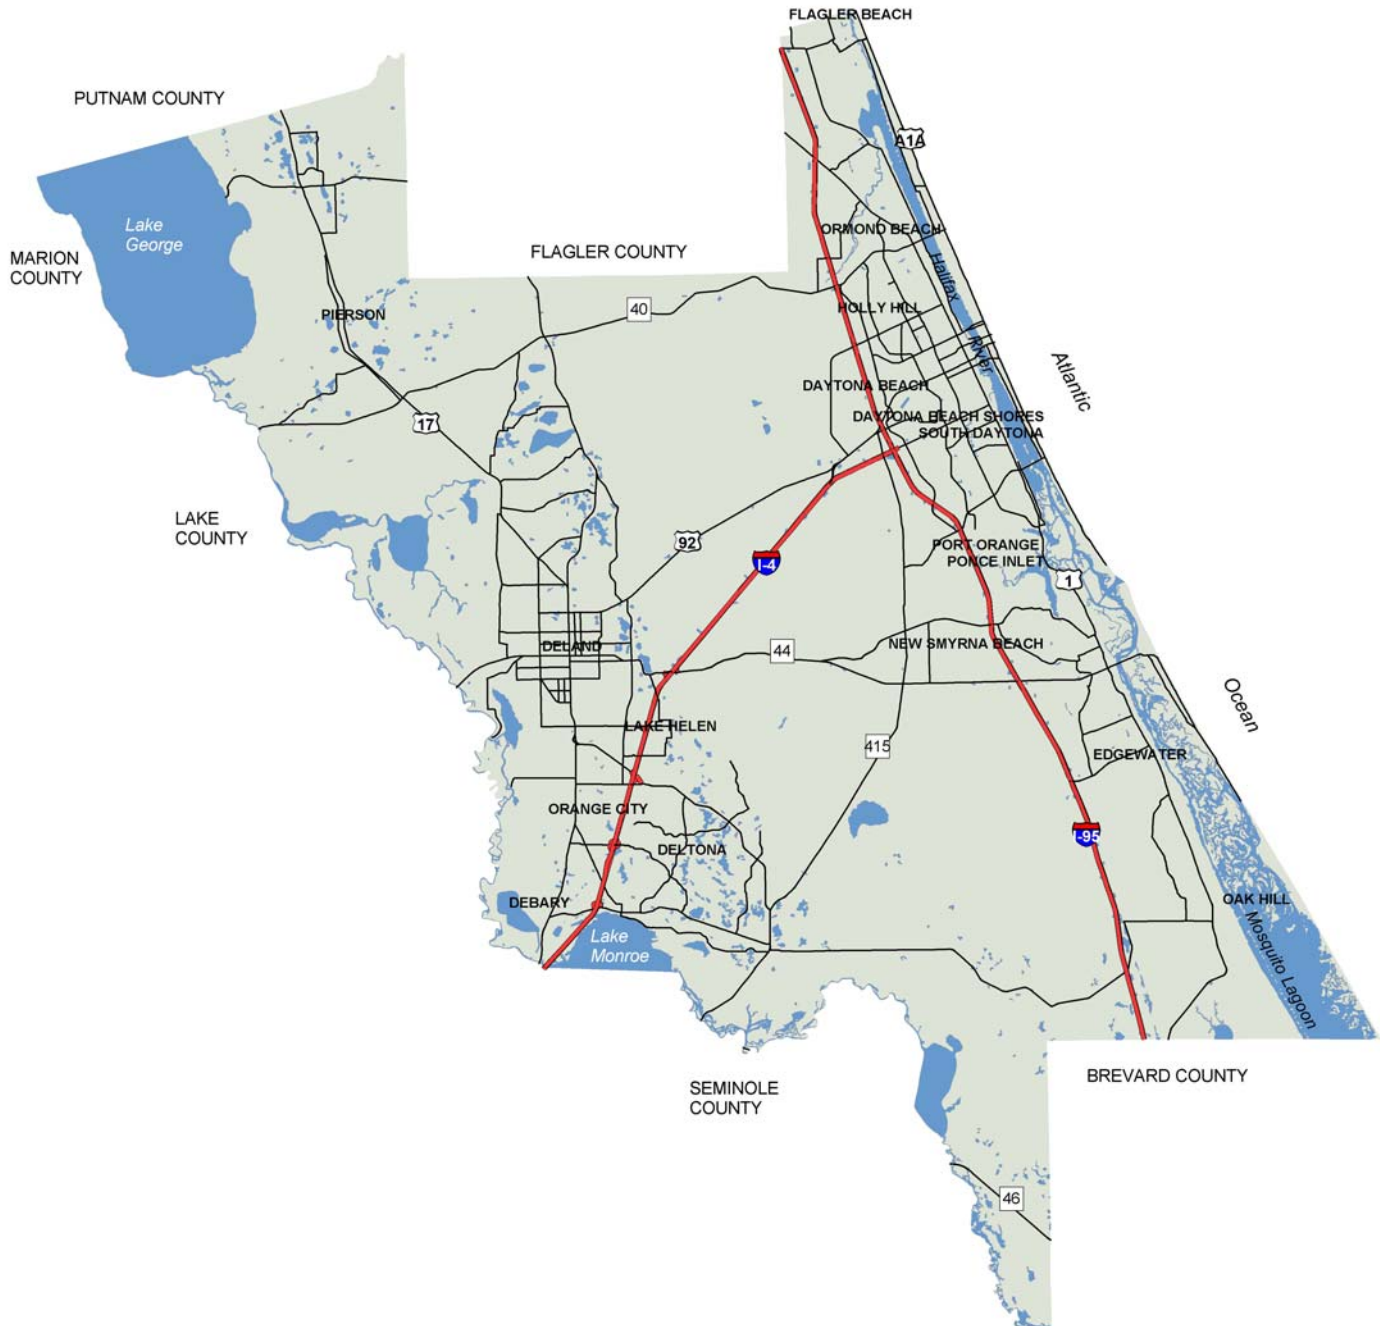 FLAGLER BEACH
PUTNAM COUNTY
A1A
Lake
George
ORMOND BEACH
FLAGLER COUNTY
MARION
COUNTY
Halifax
River
40
HOLLY HILL
PIERSON
Atlantic
DAYTONA BEACH
17
DAYTONA BEACH SHORES
SOUTH DAYTONA
LAKE
COUNTY
92
PORT ORANGE
I-4
PONCE INLET
1
DELAND
44
NEW SMYRNA BEACH
Ocean
LAKE HELEN
415
EDGEWATER
ORANGE CITY
I-95
DELTONA
DEBARY
OAK HILL
Lake
Monroe
Mosquito Lagoon
SEMINOLE
COUNTY
BREVARD COUNTY
46